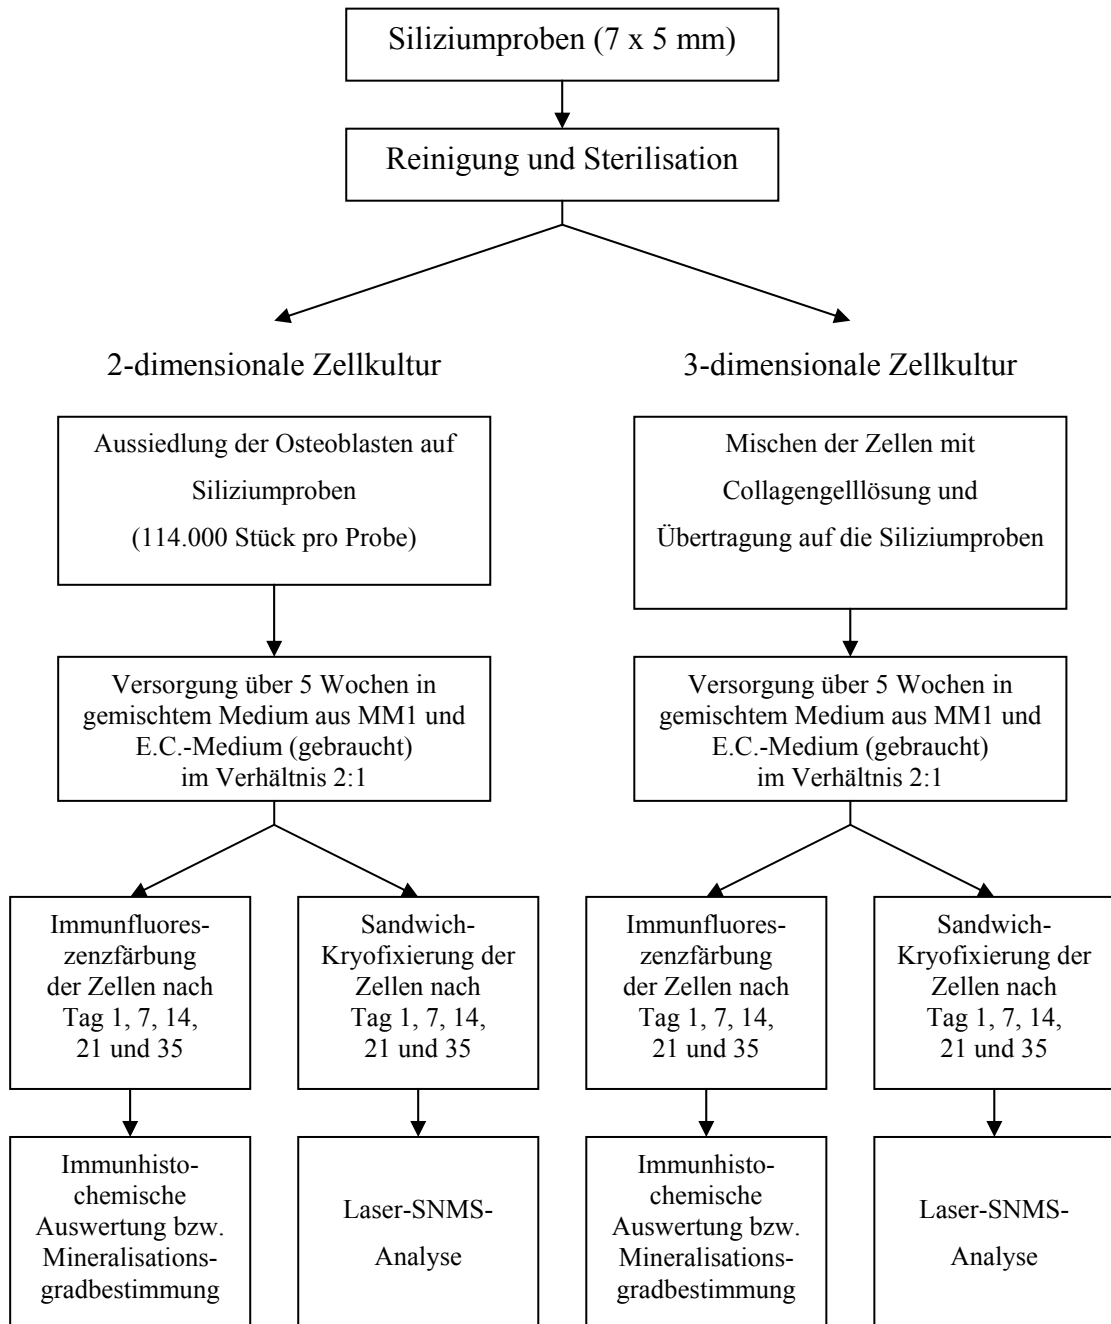 Siliziumproben (7 x 5 mm)
Reinigung und Sterilisation
2-dimensionale Zellkultur
3-dimensionale Zellkultur
Aussiedlung der Osteoblasten auf
Siliziumproben
(114.000 Stück pro Probe)
Mischen der Zellen mit
Collagengelllösung und
Übertragung auf die Siliziumproben
Versorgung über 5 Wochen in
gemischtem Medium aus MM1 und
E.C.-Medium (gebraucht)
im Verhältnis 2:1
Versorgung über 5 Wochen in
gemischtem Medium aus MM1 und
E.C.-Medium (gebraucht)
im Verhältnis 2:1
Immunfluores-
zenzfärbung
der Zellen nach
Tag 1, 7, 14,
21 und 35
Sandwich-
Kryofixierung der
Zellen nach
Tag 1, 7, 14,
21 und 35
Immunfluores-
zenzfärbung
der Zellen nach
Tag 1, 7, 14,
21 und 35
Sandwich-
Kryofixierung der
Zellen nach
Tag 1, 7, 14,
21 und 35
Immunhisto-
chemische
Auswertung bzw.
Mineralisations-
gradbestimmung
Laser-SNMS-
Analyse
Immunhisto-
chemische
Auswertung bzw.
Mineralisations-
gradbestimmung
Laser-SNMS-
Analyse